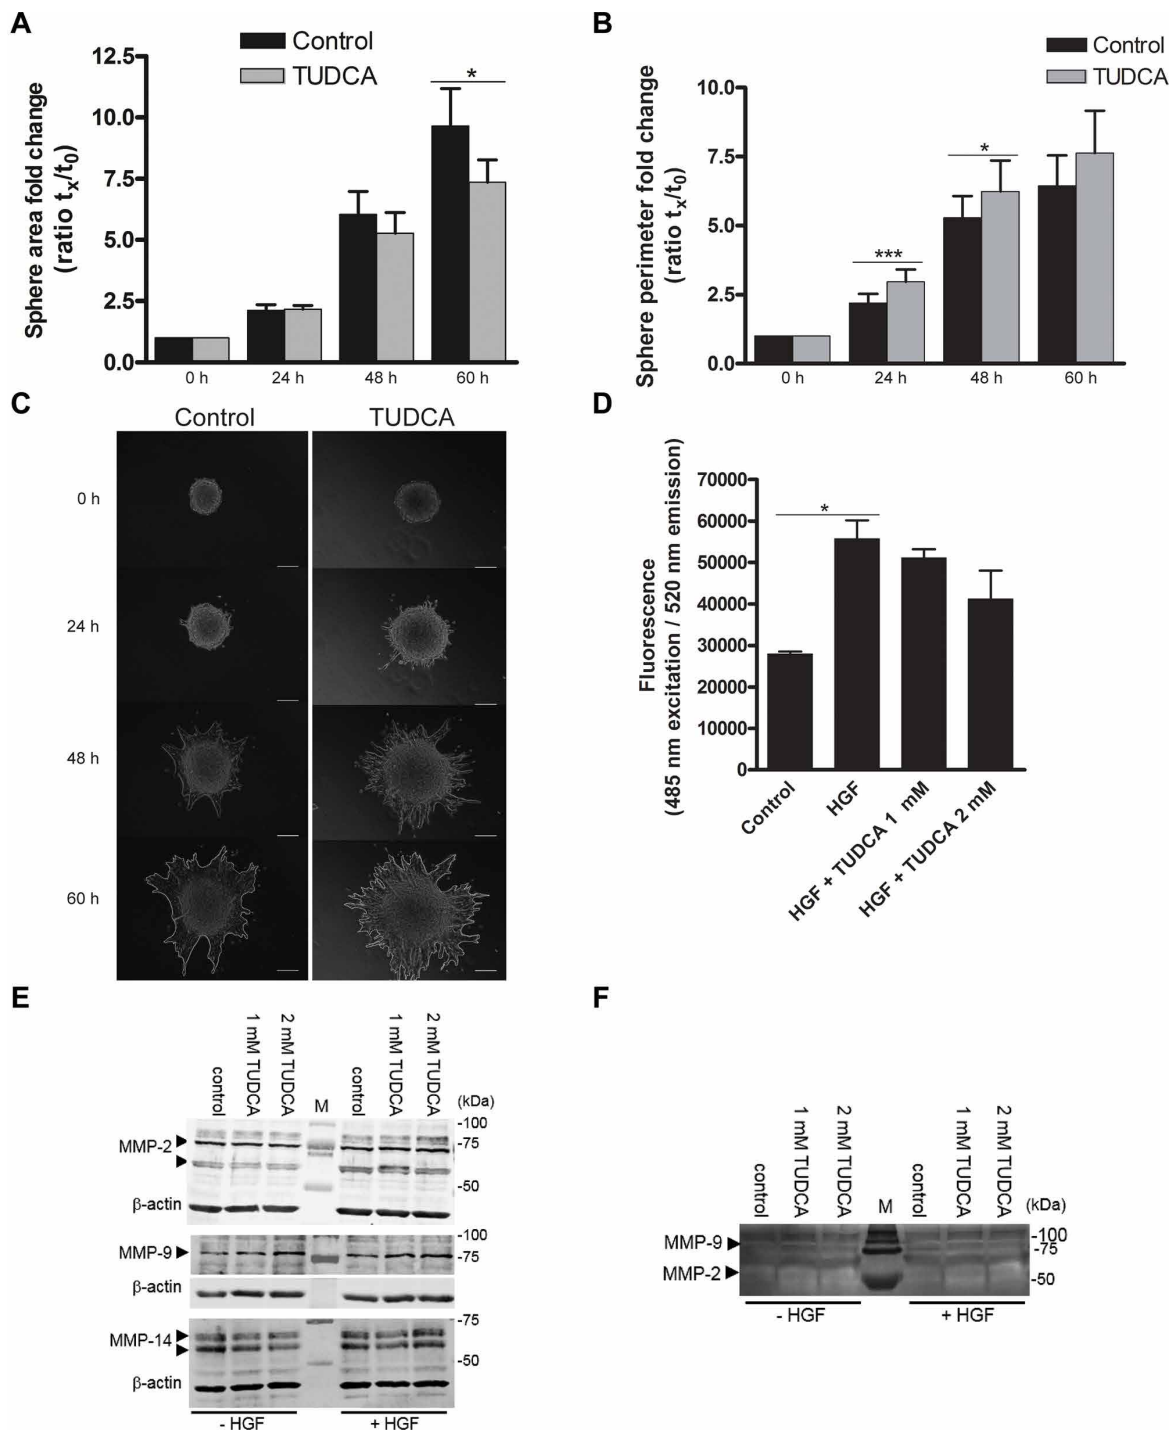 A
Control
TUDCA
Sphere area fold change
(ratio tx/t0)
12.5
10.0
7.5
5.0
2.5
0.0
*
0 h
24 h
48 h
60 h
B
Control
TUDCA
Sphere perimeter fold change
(ratio tx/t0)
10.0
7.5
5.0
2.5
0.0
***
*
0 h
24 h
48 h
60 h
C
Control
TUDCA
0 h
24 h
48 h
60 h
D
Fluorescence
(485 nm excitation / 520 nm emission)
70000
60000
50000
40000
30000
20000
10000
0
*
Control
HGF
HGF + TUDCA 1 mM
HGF + TUDCA 2 mM
E
control
1 mM TUDCA
2 mM TUDCA
M
control
1 mM TUDCA
2 mM TUDCA
(kDa)
-100
MMP-2
-75
-50
β-actin
-100
MMP-9
-75
β-actin
-75
MMP-14
-50
β-actin
- HGF
+ HGF
F
control
1 mM TUDCA
2 mM TUDCA
M
control
1 mM TUDCA
2 mM TUDCA
(kDa)
-100
MMP-9
-75
MMP-2
-50
- HGF
+ HGF